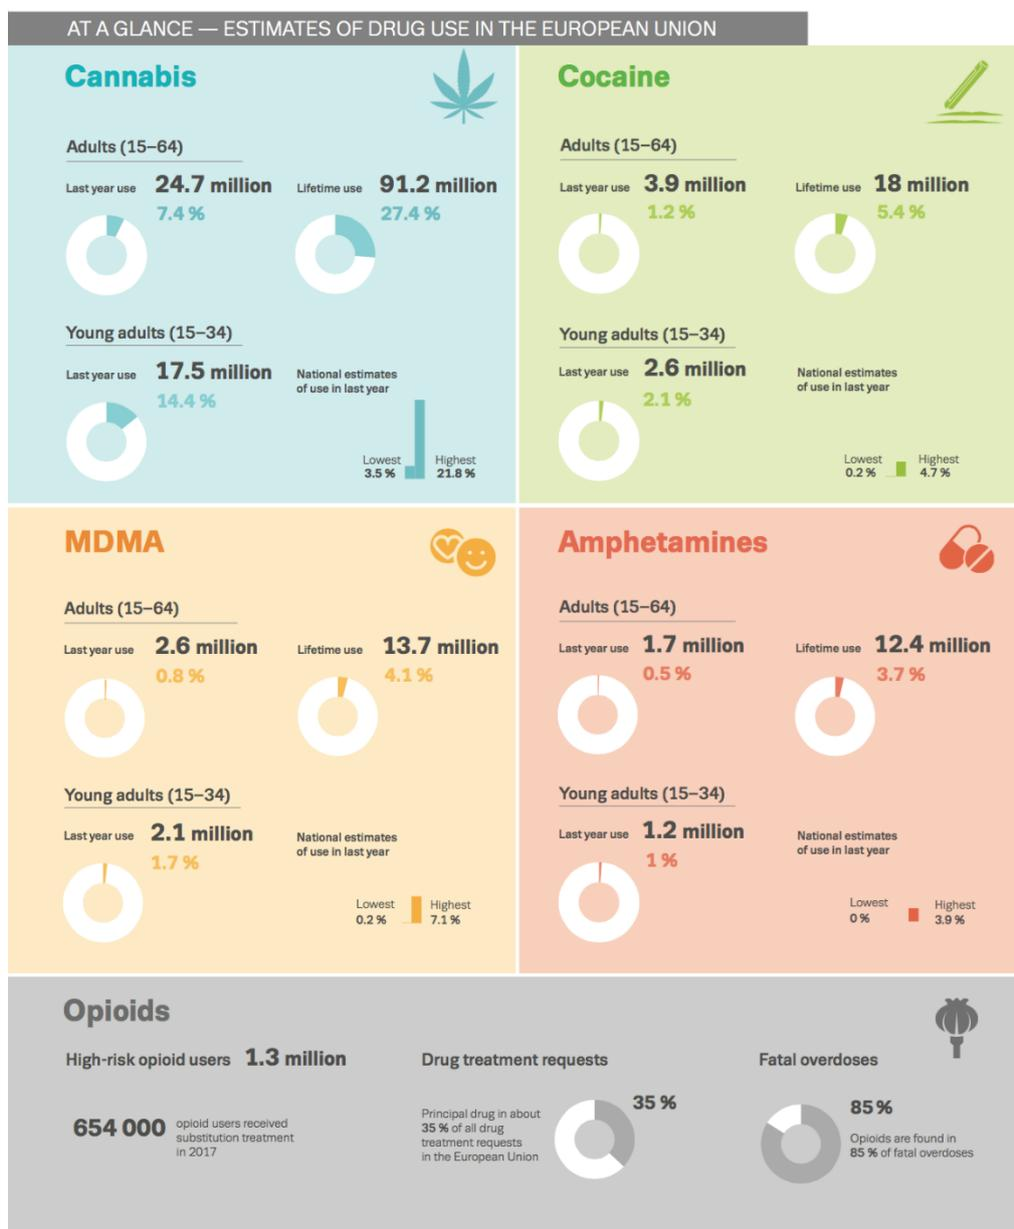 AT A GLANCE — ESTIMATES OF DRUG USE IN THE EUROPEAN UNION
Cannabis
Adults (15–64)
Last year use 24.7 million
7.4 %
Lifetime use 91.2 million
27.4 %
Young adults (15–34)
Last year use 17.5 million
14.4 %
National estimates
of use in last year
Lowest
3.5 %
Highest
21.8 %
Cocaine
Adults (15–64)
Last year use 3.9 million
1.2 %
Lifetime use 18 million
5.4 %
Young adults (15–34)
Last year use 2.6 million
2.1 %
National estimates
of use in last year
Lowest
0.2 %
Highest
4.7 %
MDMA
Adults (15–64)
Last year use 2.6 million
0.8 %
Lifetime use 13.7 million
4.1 %
Young adults (15–34)
Last year use 2.1 million
1.7 %
National estimates
of use in last year
Lowest
0.2 %
Highest
7.1 %
Amphetamines
Adults (15–64)
Last year use 1.7 million
0.5 %
Lifetime use 12.4 million
3.7 %
Young adults (15–34)
Last year use 1.2 million
1 %
National estimates
of use in last year
Lowest
0 %
Highest
3.9 %
Opioids
High-risk opioid users 1.3 million
654 000
opioid users received
substitution treatment
in 2017
Drug treatment requests
Principal drug in about
35 % of all drug
treatment requests
in the European Union
35 %
Fatal overdoses
85 %
Opioids are found in
85 % of fatal overdoses